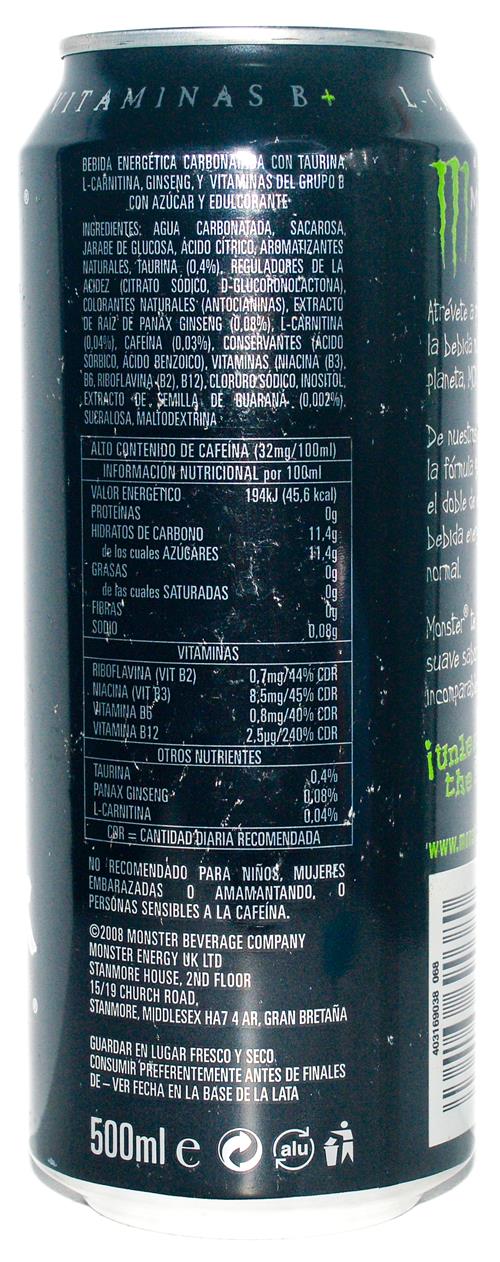 VITAMINAS B+
L-C
BEBIDA ENERGÉTICA CARBONATADA CON TAURINA,
L-CARNITINA, GINSENG, Y VITAMINAS DEL GRUPO B
CON AZÚCAR Y EDULCORANTE
INGREDIENTES: AGUA CARBONATADA, SACAROSA,
JARABE DE GLUCOSA, ÁCIDO CÍTRICO, AROMATIZANTES
NATURALES, TAURINA (0,4%), REGULADORES DE LA
ACIDEZ (CITRATO SÓDICO, D-GLUCORONOLACTONA),
COLORANTES NATURALES (ANTOCIANINAS), EXTRACTO
DE RAÍZ DE PANAX GINSENG (0,08%), L-CARNITINA
(0,04%), CAFEÍNA (0,03%), CONSERVANTES (ÁCIDO
SÓRBICO, ÁCIDO BENZOICO), VITAMINAS (NIACINA (B3),
B6, RIBOFLAVINA (B2), B12), CLORURO SÓDICO, INOSITOL,
EXTRACTO DE SEMILLA DE GUARANÁ (0,002%),
SUCRALOSA, MALTODEXTRINA
ALTO CONTENIDO DE CAFEÍNA (32mg/100ml)
INFORMACIÓN NUTRICIONAL por 100ml
VALOR ENERGÉTICO 194kJ (45,6 kcal)
PROTEÍNAS 0g
HIDRATOS DE CARBONO 11,4g
de los cuales AZÚCARES 11,4g
GRASAS 0g
de las cuales SATURADAS 0g
FIBRAS 0g
SODIO 0,08g
VITAMINAS
RIBOFLAVINA (VIT B2) 0,7mg/44% CDR
NIACINA (VIT B3) 8,5mg/45% CDR
VITAMINA B6 0,8mg/40% CDR
VITAMINA B12 2,5µg/240% CDR
OTROS NUTRIENTES
TAURINA 0,4%
PANAX GINSENG 0,08%
L-CARNITINA 0,04%
CDR = CANTIDAD DIARIA RECOMENDADA
NO RECOMENDADO PARA NIÑOS, MUJERES
EMBARAZADAS O AMAMANTANDO, O
PERSONAS SENSIBLES A LA CAFEÍNA.
©2008 MONSTER BEVERAGE COMPANY
MONSTER ENERGY UK LTD
STANMORE HOUSE, 2ND FLOOR
15/19 CHURCH ROAD,
STANMORE, MIDDLESEX HA7 4 AR, GRAN BRETAÑA
GUARDAR EN LUGAR FRESCO Y SECO.
CONSUMIR PREFERENTEMENTE ANTES DE FINALES
DE – VER FECHA EN LA BASE DE LA LATA
500ml e alu
Atrévete a
la bebida
planeta,
De nuestro
la fórmula
el doble de
bebida
normal.
Monster®
suave
¡unle
the
www.m
403169038 068